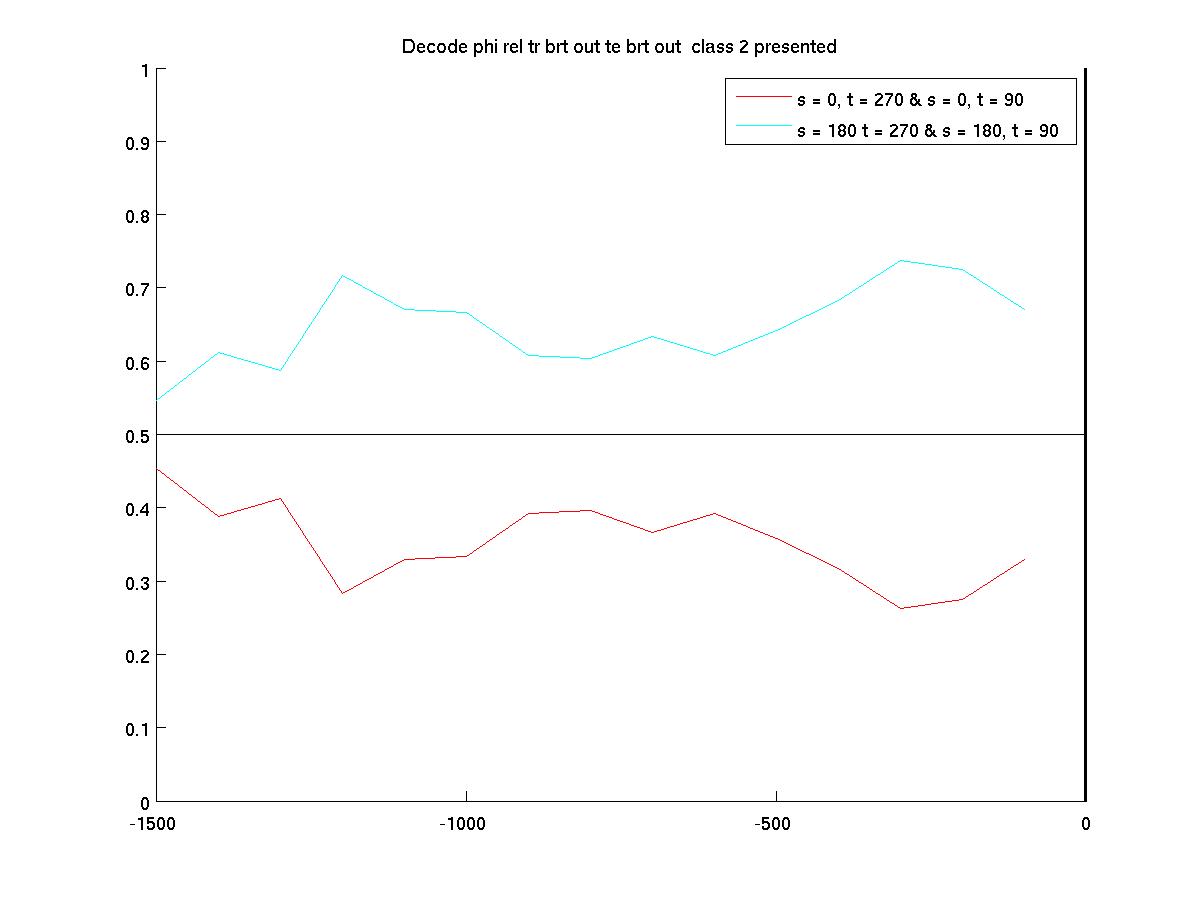 Decode phi rel tr brt out te brt out  class 2 presented
1
s = 0, t = 270 & s = 0, t = 90
s = 180 t = 270 & s = 180, t = 90
0.9
0.8
0.7
0.6
0.5
0.4
0.3
0.2
0.1
0
-1500 -1000 -500 0